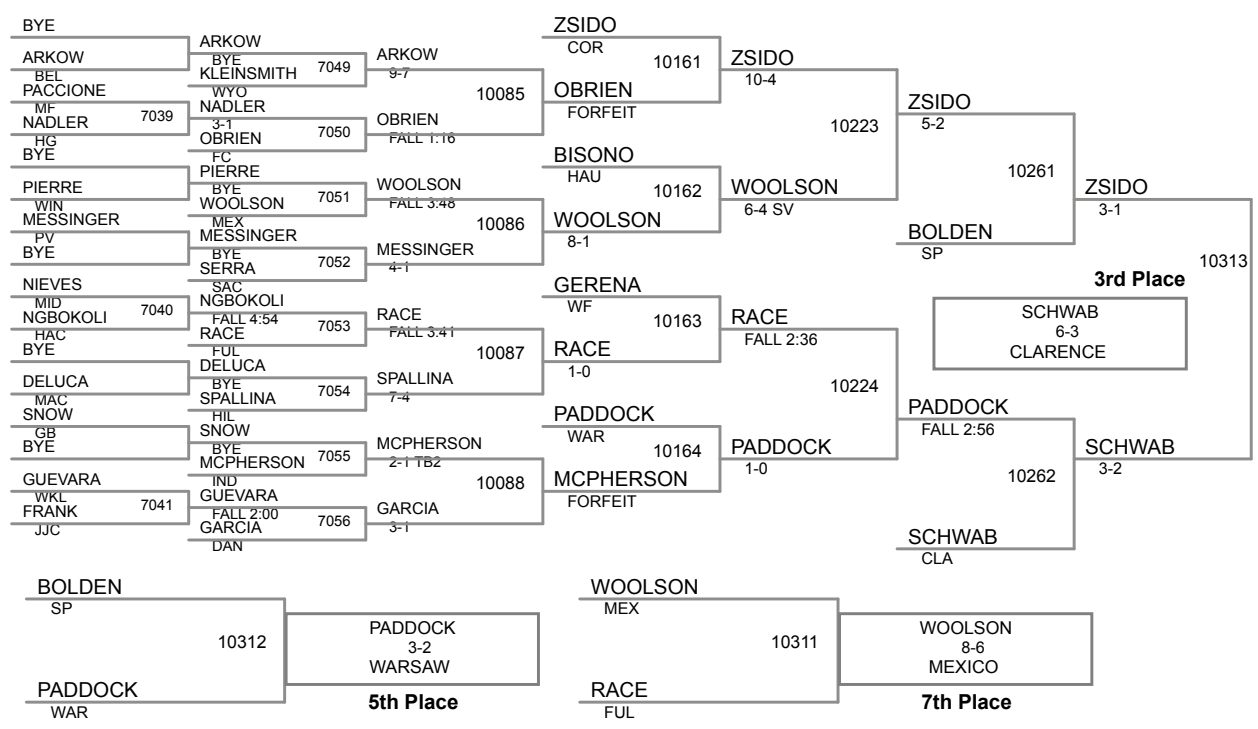 BYE
ARKOW
BEL
PACCIONE
MF
NADLER
HG
BYE
PIERRE
WIN
MESSINGER
PV
BYE
NIEVES
MID
NGBOKOLI
HAC
BYE
DELUCA
MAC
SNOW
GB
BYE
GUEVARA
WKL
FRANK
JJC
7039
7040
7041
ARKOW
BYE
KLEINSMITH
WYO
NADLER
3-1
OBRIEN
FC
PIERRE
BYE
WOOLSON
MEX
MESSINGER
BYE
SERRA
SAC
NGBOKOLI
FALL 4:54
RACE
FUL
DELUCA
BYE
SPALLINA
HIL
SNOW
BYE
MCPHERSON
IND
GUEVARA
FALL 2:00
GARCIA
DAN
7049
7050
7051
7052
7053
7054
7055
7056
ARKOW
9-7
OBRIEN
FALL 1:16
WOOLSON
FALL 3:48
MESSINGER
4-1
RACE
FALL 3:41
SPALLINA
7-4
MCPHERSON
2-1 TB2
GARCIA
3-1
10085
10086
10087
10088
ZSIDO
COR
OBRIEN
FORFEIT
BISONO
HAU
WOOLSON
8-1
GERENA
WF
RACE
1-0
PADDOCK
WAR
MCPHERSON
FORFEIT
10161
10162
10163
10164
ZSIDO
10-4
WOOLSON
6-4 SV
RACE
FALL 2:36
PADDOCK
1-0
10223
10224
ZSIDO
5-2
BOLDEN
SP
PADDOCK
FALL 2:56
SCHWAB
CLA
10261
10262
ZSIDO
3-1
SCHWAB
3-2
10313
3rd Place
SCHWAB
6-3
CLARENCE
BOLDEN
SP
10312
PADDOCK
WAR
PADDOCK
3-2
WARSAW
5th Place
WOOLSON
MEX
10311
RACE
FUL
WOOLSON
8-6
MEXICO
7th Place